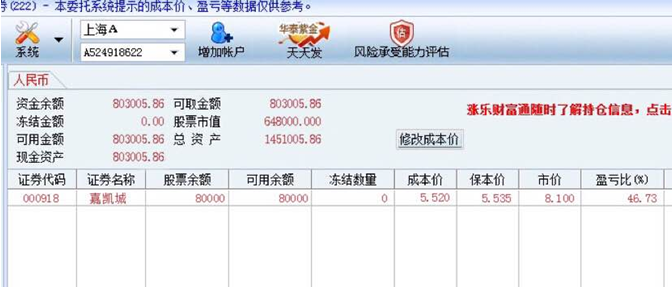 券(222) - 本委托系统提示的成本价、盈亏等数据仅供参考。
系统 上海A A524918622 增加帐户 华泰紫金 天天发 估 风险承受能力评估
人民币
资金余额 803005.86 可取金额 803005.86
冻结金额 0.00 股票市值 648000.000
涨乐财富通随时了解持仓信息，点击
可用金额 803005.86 总 资 产 1451005.86 修改成本价
现金资产 803005.86
证券代码 证券名称 股票余额 可用余额 冻结数量 成本价 保本价 市价 盈亏比(%)
000918 嘉凯城 80000 80000 0 5.520 5.535 8.100 46.73